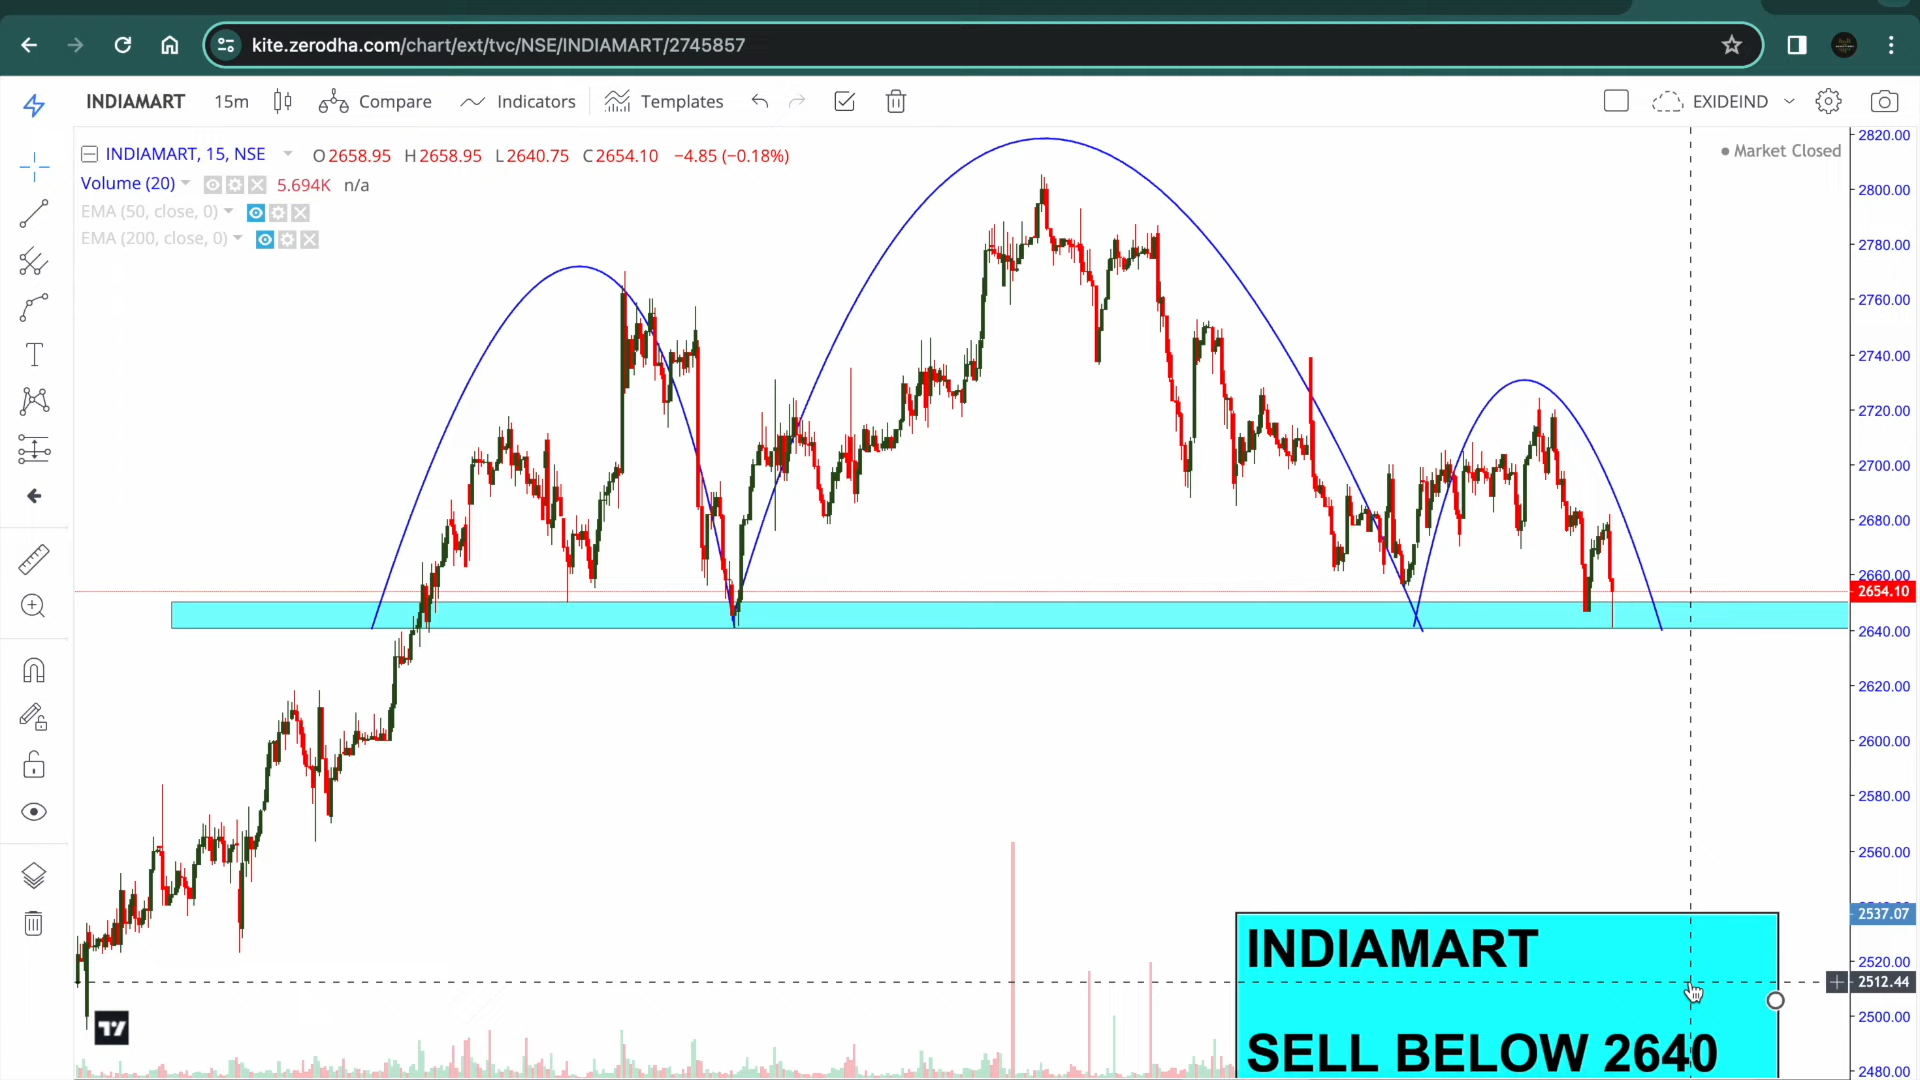 kite.zerodha.com/chart/ext/tvc/NSE/INDIAMART/2745857
INDIAMART 15m Compare Indicators Templates EXIDEIND
INDIAMART, 15, NSE O2658.95 H2658.95 L2640.75 C2654.10 −4.85 (−0.18%)
Market Closed
Volume (20) 5.694K n/a
EMA (50, close, 0)
EMA (200, close, 0)
2820.00
2800.00
2780.00
2760.00
2740.00
2720.00
2700.00
2680.00
2660.00
2654.10
2640.00
2620.00
2600.00
2580.00
2560.00
2537.07
2520.00
2512.44
2500.00
2480.00
INDIAMART
SELL BELOW 2640